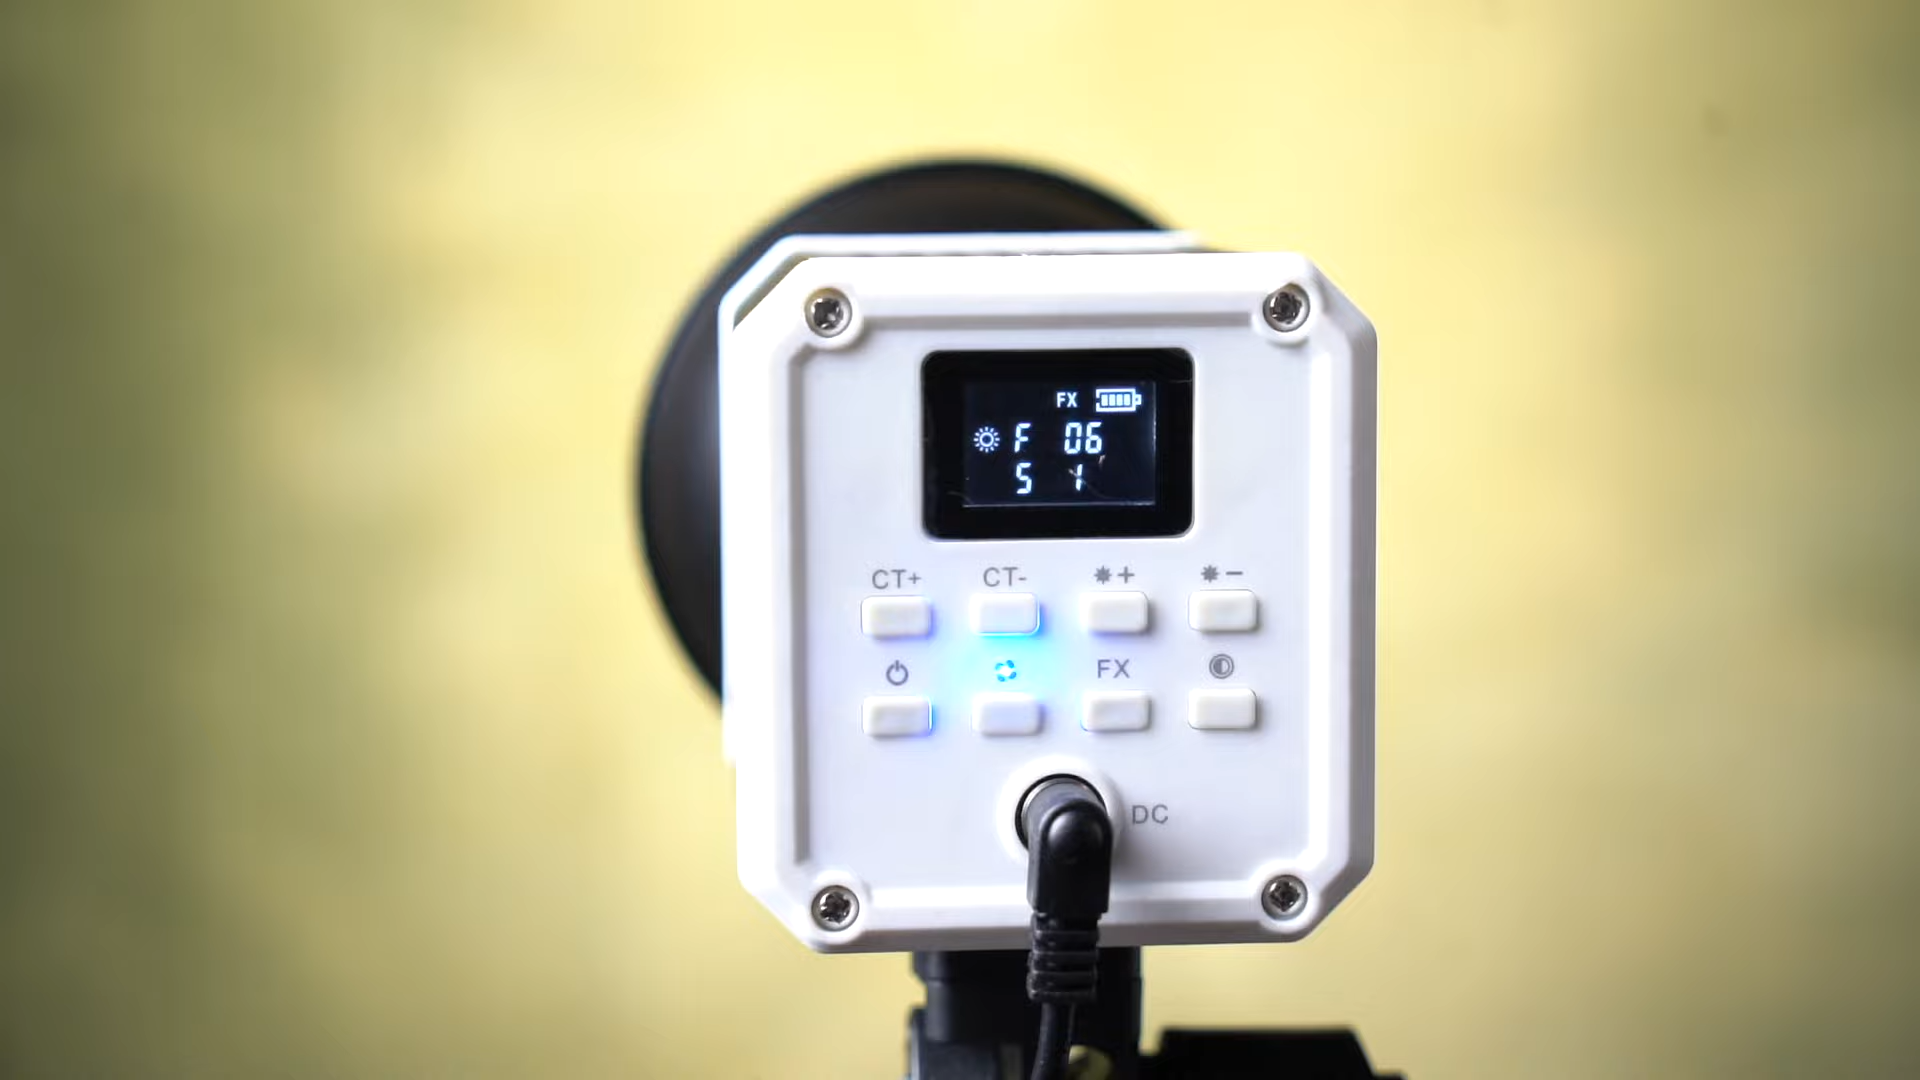 FX
F 06
S 1
CT+ CT- + -
FX
DC